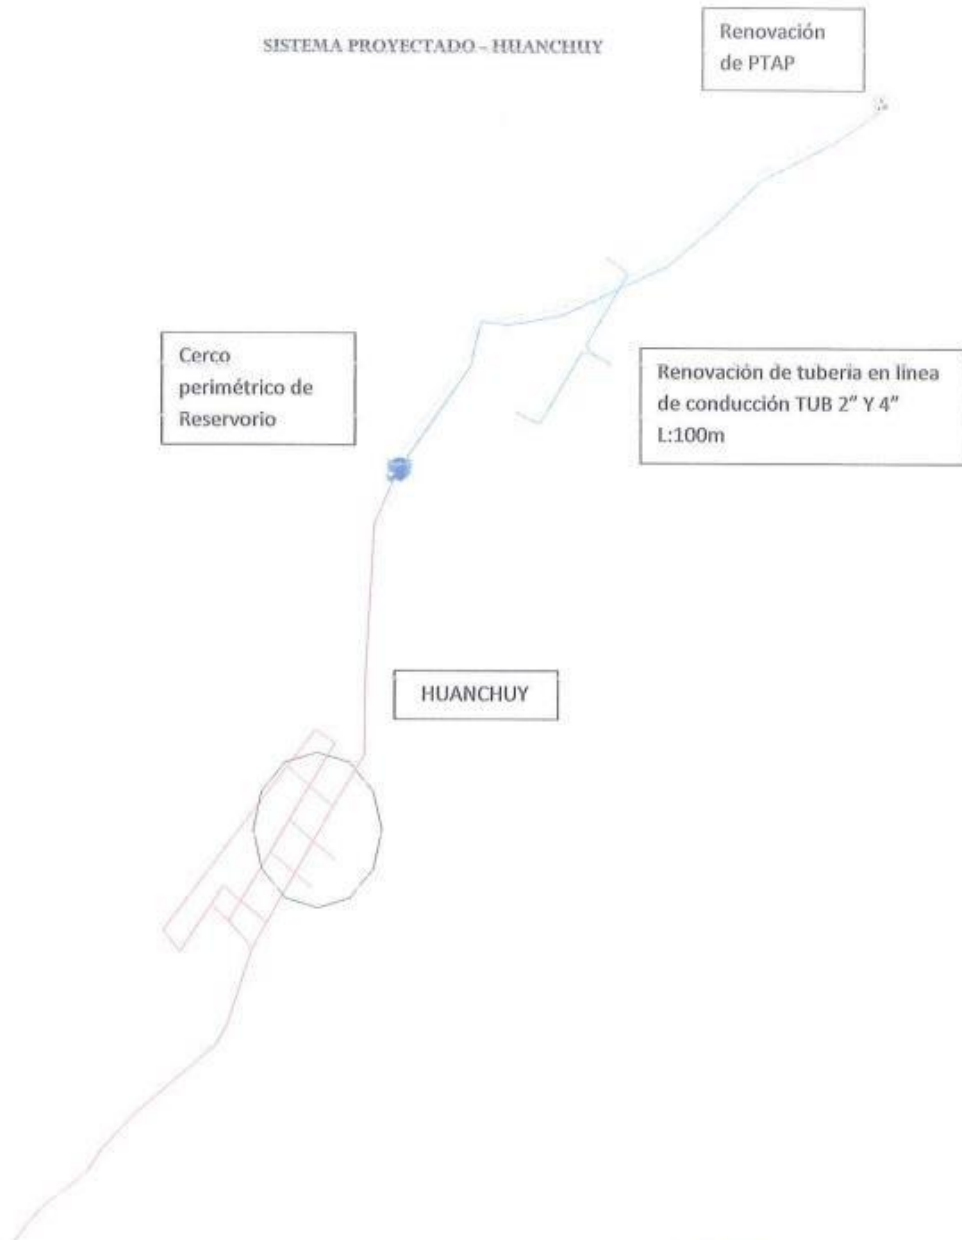 SISTEMA PROYECTADO – HUANCHUY
Renovación
de PTAP
Cerco
perimétrico de
Reservorio
Renovación de tuberia en linea
de conducción TUB 2" Y 4"
L:100m
HUANCHUY